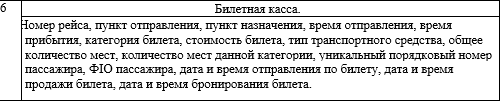 6 Билетная касса.
Номер рейса, пункт отправления, пункт назначения, время отправления, время
прибытия, категория билета, стоимость билета, тип транспортного средства, общее
количество мест, количество мест данной категории, уникальный порядковый номер
пассажира, ФІО пассажира, дата и время отправления по билету, дата и время
продажи билета, дата и время бронирования билета.